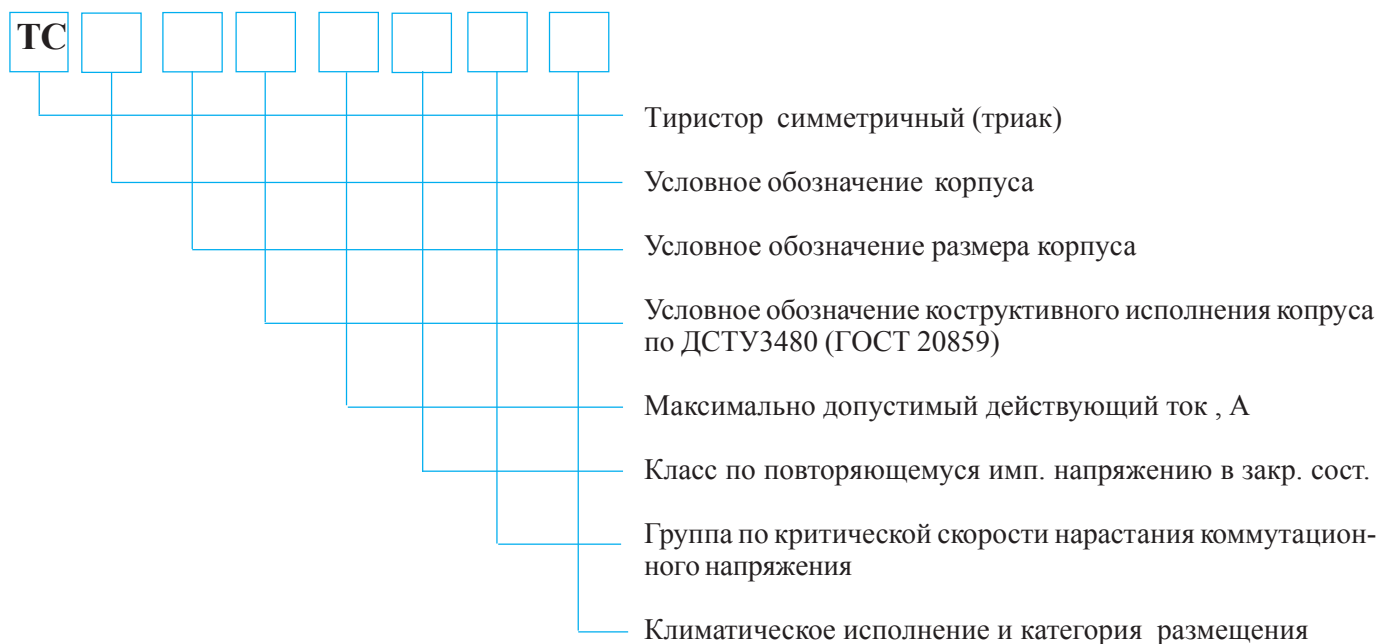 ТС
Тиристор симметричный (триак)
Условное обозначение корпуса
Условное обозначение размера корпуса
Условное обозначение коструктивного исполнения копруса
по ДСТУ3480 (ГОСТ 20859)
Максимально допустимый действующий ток , А
Класс по повторяющемуся имп. напряжению в закр. сост.
Группа по критической скорости нарастания коммутацион-
ного напряжения
Климатическое исполнение и категория размещения